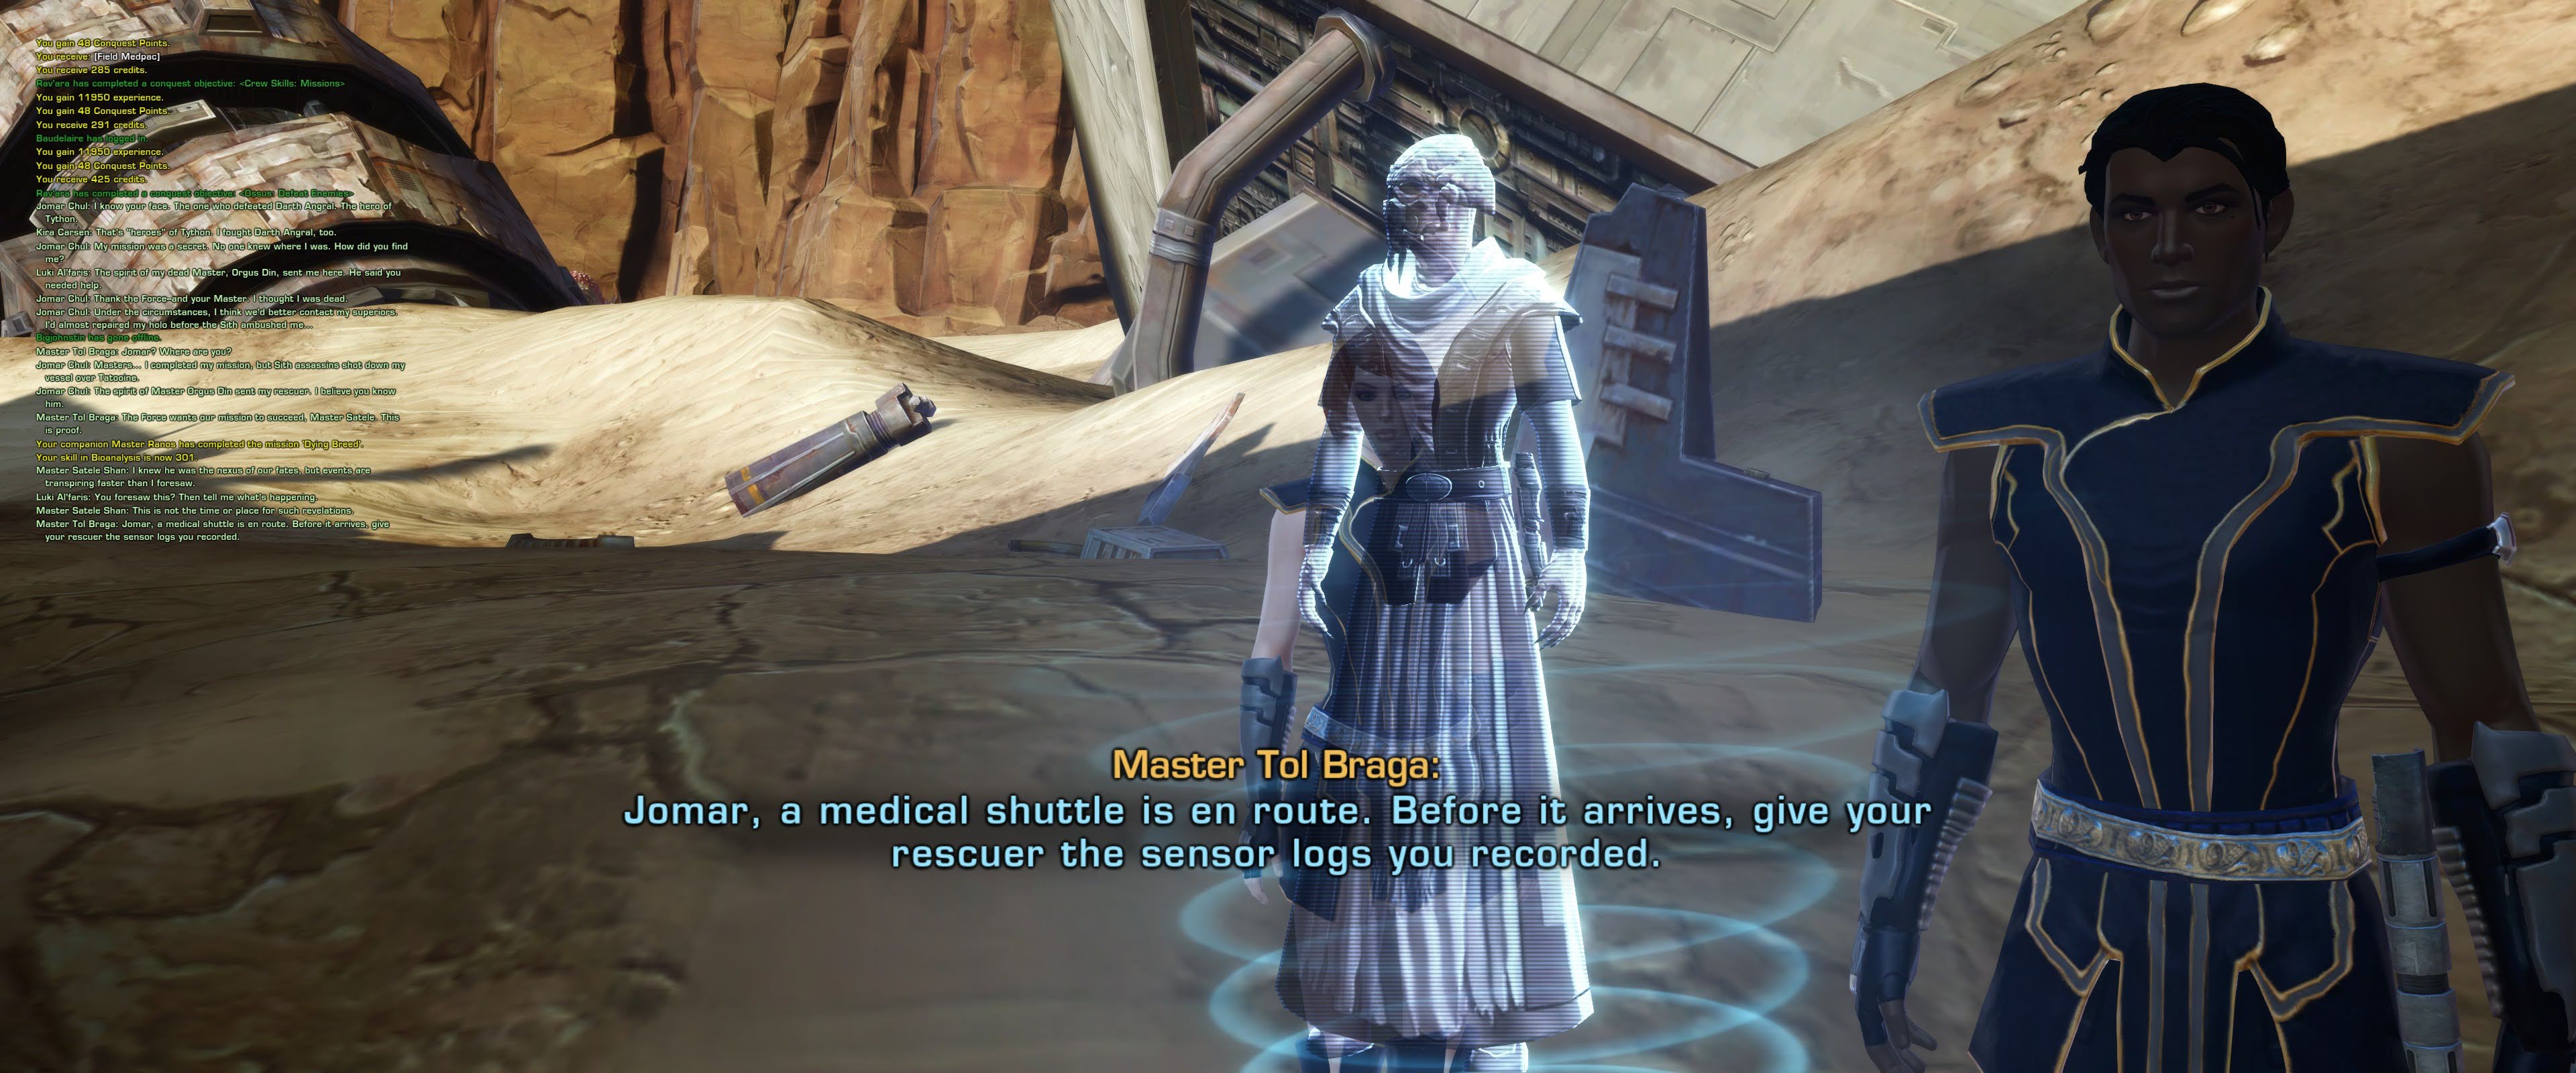 You gain 48 Conquest Points.
You receive: [Field Medpac]
You receive 285 credits.
Rav'ara has completed a conquest objective: <Crew Skills: Missions>
You gain 11950 experience.
You gain 48 Conquest Points.
You receive 291 credits.
Baudelaire has logged in.
You gain 11950 experience.
You gain 48 Conquest Points.
You receive 425 credits.
Rav'ara has completed a conquest objective: <Ossus: Defeat Enemies>
Jomar Chul: I know your face. The one who defeated Darth Angral. The hero of
Tython.
Kira Carsen: That's "heroes" of Tython. I fought Darth Angral, too.
Jomar Chul: My mission was a secret. No one knew where I was. How did you find
me?
Luki Al'faris: The spirit of my dead Master, Orgus Din, sent me here. He said you
needed help.
Jomar Chul: Thank the Force–and your Master. I thought I was dead.
Jomar Chul: Under the circumstances, I think we'd better contact my superiors.
I'd almost repaired my holo before the Sith ambushed me...
Bigjohnstin has gone offline.
Master Tol Braga: Jomar? Where are you?
Jomar Chul: Masters... I completed my mission, but Sith assassins shot down my
vessel over Tatooine.
Jomar Chul: The spirit of Master Orgus Din sent my rescuer. I believe you know
him.
Master Tol Braga: The Force wants our mission to succeed, Master Satele. This
is proof.
Your companion Master Ranos has completed the mission 'Dying Breed'.
Your skill in Bioanalysis is now 301.
Master Satele Shan: I knew he was the nexus of our fates, but events are
transpiring faster than I foresaw.
Luki Al'faris: You foresaw this? Then tell me what's happening.
Master Satele Shan: This is not the time or place for such revelations.
Master Tol Braga: Jomar, a medical shuttle is en route. Before it arrives, give
your rescuer the sensor logs you recorded.
Master Tol Braga:
Jomar, a medical shuttle is en route. Before it arrives, give your
rescuer the sensor logs you recorded.